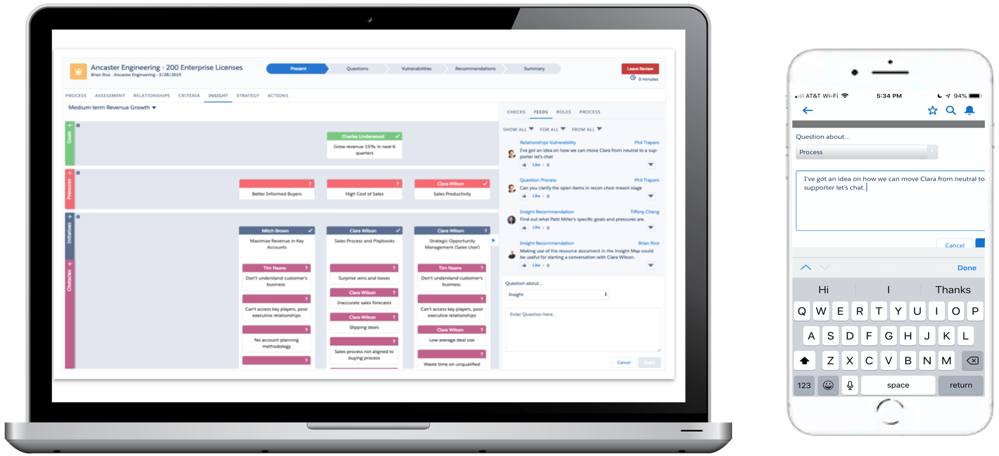 Ancaster Engineering - 200 Enterprise Licenses
Brian Rice - Ancaster Engineering - 3/28/2019
Present
Questions
Vulnerabilities
Recommendations
Summary
Leave Review
0 minutes
PROCESS
ASSESSMENT
RELATIONSHIPS
CRITERIA
INSIGHT
STRATEGY
ACTIONS
Medium-term Revenue Growth
Goals
Charles Underwood
Grow revenue 15% in next 6
quarters
Pressures
?
Better Informed Buyers
?
High Cost of Sales
Clara Wilson
Sales Productivity
Initiatives
Mitch Brown
Maximize Revenue in Key
Accounts
Clara Wilson
Sales Process and Playbooks
Clara Wilson ?
Strategic Opportunity
Management (Sales User)
Obstacles
Tim Naans ?
Don't understand customer's
business.
?
Can't access key players, poor
executive relationships
?
No account planning
methodology
?
?
Surprise wins and losses
Clara Wilson ?
Inaccurate sales forecasts
Clara Wilson ?
Slipping deals
?
Sales process not aligned to
buying process
Tim Naans ?
Don't understand customer's
business.
?
Can't access key players, poor
executive relationships
Clara Wilson ?
Low average deal size
?
Waste time on unqualified
CHECKS
FEEDS
ROLES
PROCESS
SHOW ALL
FOR ALL
FROM ALL
Relationships Vulnerability
Phil Trapani
I've got an idea on how we can move Clara from neutral to a sup-
porter let's chat
Like • 0
Question Process
Phil Trapani
Can you clarify the open items in recon choir meant stage
Like • 0
Insight Recommendation
Tiffany Chang
Find out what Patti Miller's specific goals and pressures are.
Like • 0
Insight Recommendation
Brian Rice
Making use of the resource document in the Insight Map could
be useful for starting a conversation with Clara Wilson.
Like • 0
Question about...
Insight
Enter Question here...
Cancel
Share
AT&T Wi-Fi
5:34 PM
94%
Question about...
Process
I've got an idea on how we can move Clara from neutral to
supporter let's chat.
Cancel
Done
Hi
I
Thanks
Q W E R T Y U I O P
A S D F G H J K L
Z X C V B N M
123
space
return